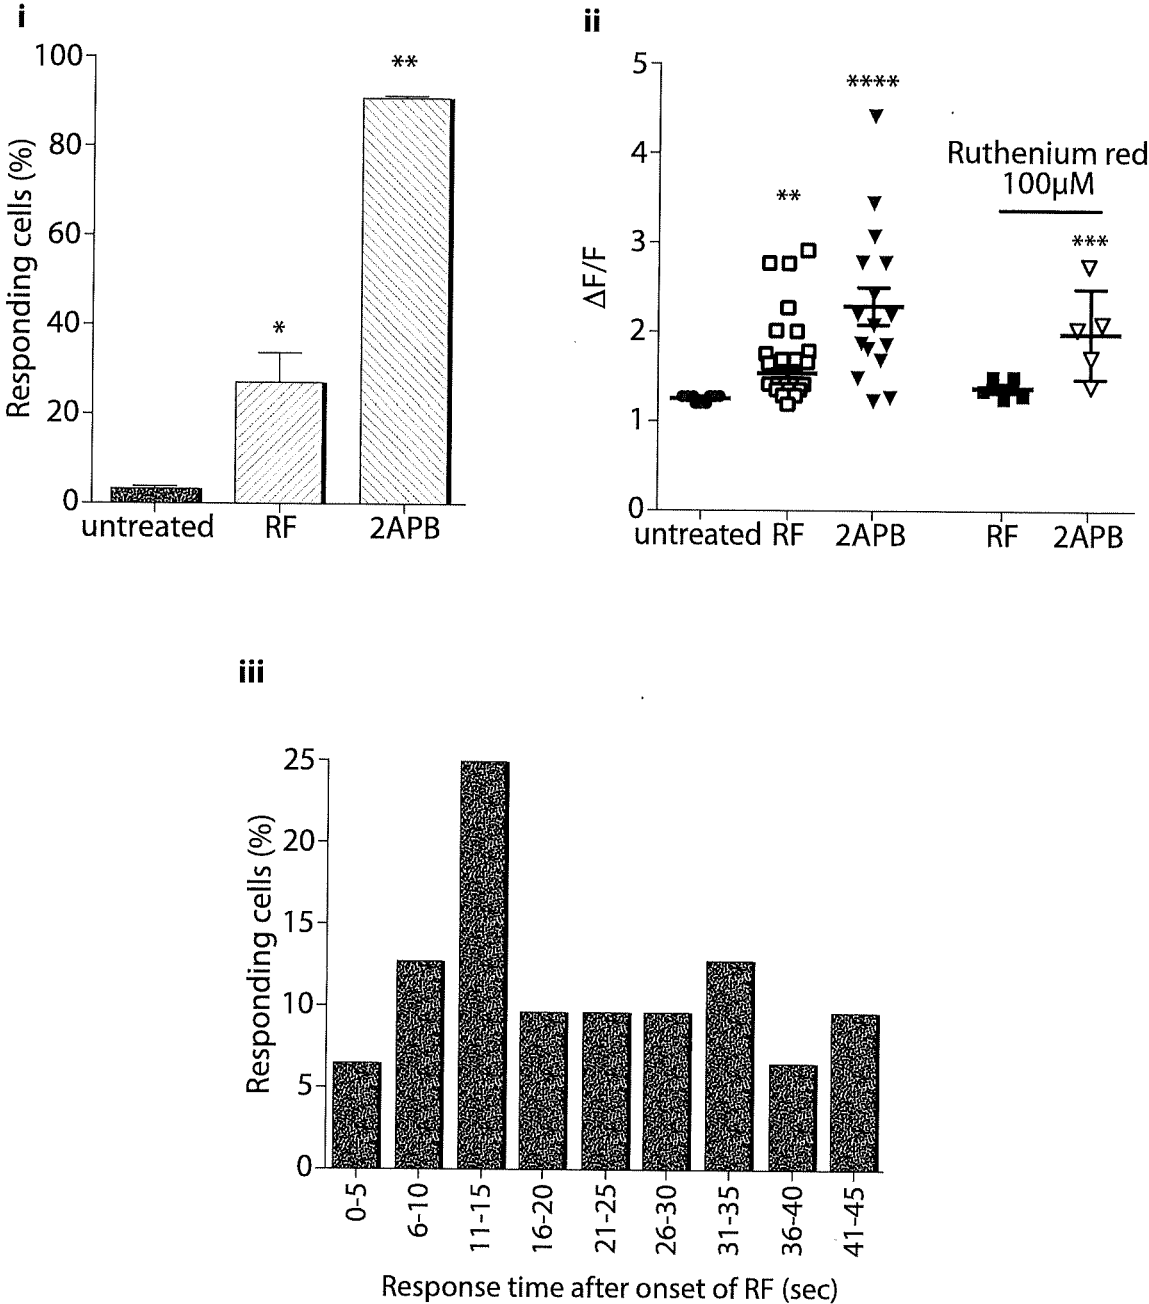 i
Responding cells (%)
100
80
60
40
20
0
*
**
untreated
RF
2APB
ii
ΔF/F
5
4
3
2
1
0
**
****
Ruthenium red
100µM
***
untreated
RF
2APB
RF
2APB
iii
Responding cells (%)
25
20
15
10
5
0
0-5
6-10
11-15
16-20
21-25
26-30
31-35
36-40
41-45
Response time after onset of RF (sec)